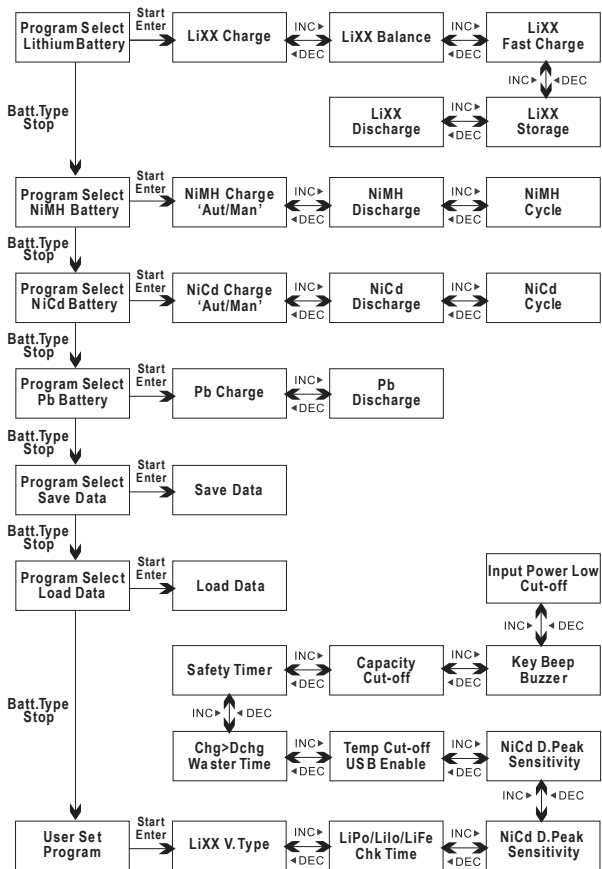 Program Select
Lithium Battery
Start
Enter
LiXX Charge
INC►
◄DEC
LiXX Balance
INC►
◄DEC
LiXX
Fast Charge
INC► ◄DEC
LiXX
Storage
INC►
◄DEC
LiXX
Discharge
Batt.Type
Stop
Program Select
NiMH Battery
Start
Enter
NiMH Charge
‘Aut/Man’
INC►
◄DEC
NiMH
Discharge
INC►
◄DEC
NiMH
Cycle
Batt.Type
Stop
Program Select
NiCd Battery
Start
Enter
NiCd Charge
‘Aut/Man’
INC►
◄DEC
NiCd
Discharge
INC►
◄DEC
NiCd
Cycle
Batt.Type
Stop
Program Select
Pb Battery
Start
Enter
Pb Charge
INC►
◄DEC
Pb
Discharge
Batt.Type
Stop
Program Select
Save Data
Start
Enter
Save Data
Batt.Type
Stop
Program Select
Load Data
Start
Enter
Load Data
Input Power Low
Cut-off
INC► ◄DEC
Safety Timer
INC►
◄DEC
Capacity
Cut-off
INC►
◄DEC
Key Beep
Buzzer
Batt.Type
Stop
INC► ◄DEC
Chg>Dchg
Waster Time
INC►
◄DEC
Temp Cut-off
USB Enable
INC►
◄DEC
NiCd D.Peak
Sensitivity
INC► ◄DEC
User Set
Program
Start
Enter
LiXX V.Type
INC►
◄DEC
LiPo/LiIo/LiFe
Chk Time
INC►
◄DEC
NiCd D.Peak
Sensitivity